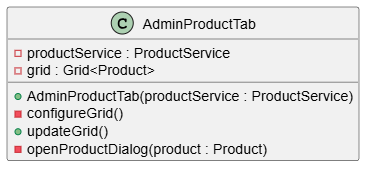 C AdminProductTab
productService : ProductService
grid : Grid<Product>
AdminProductTab(productService : ProductService)
configureGrid()
updateGrid()
openProductDialog(product : Product)